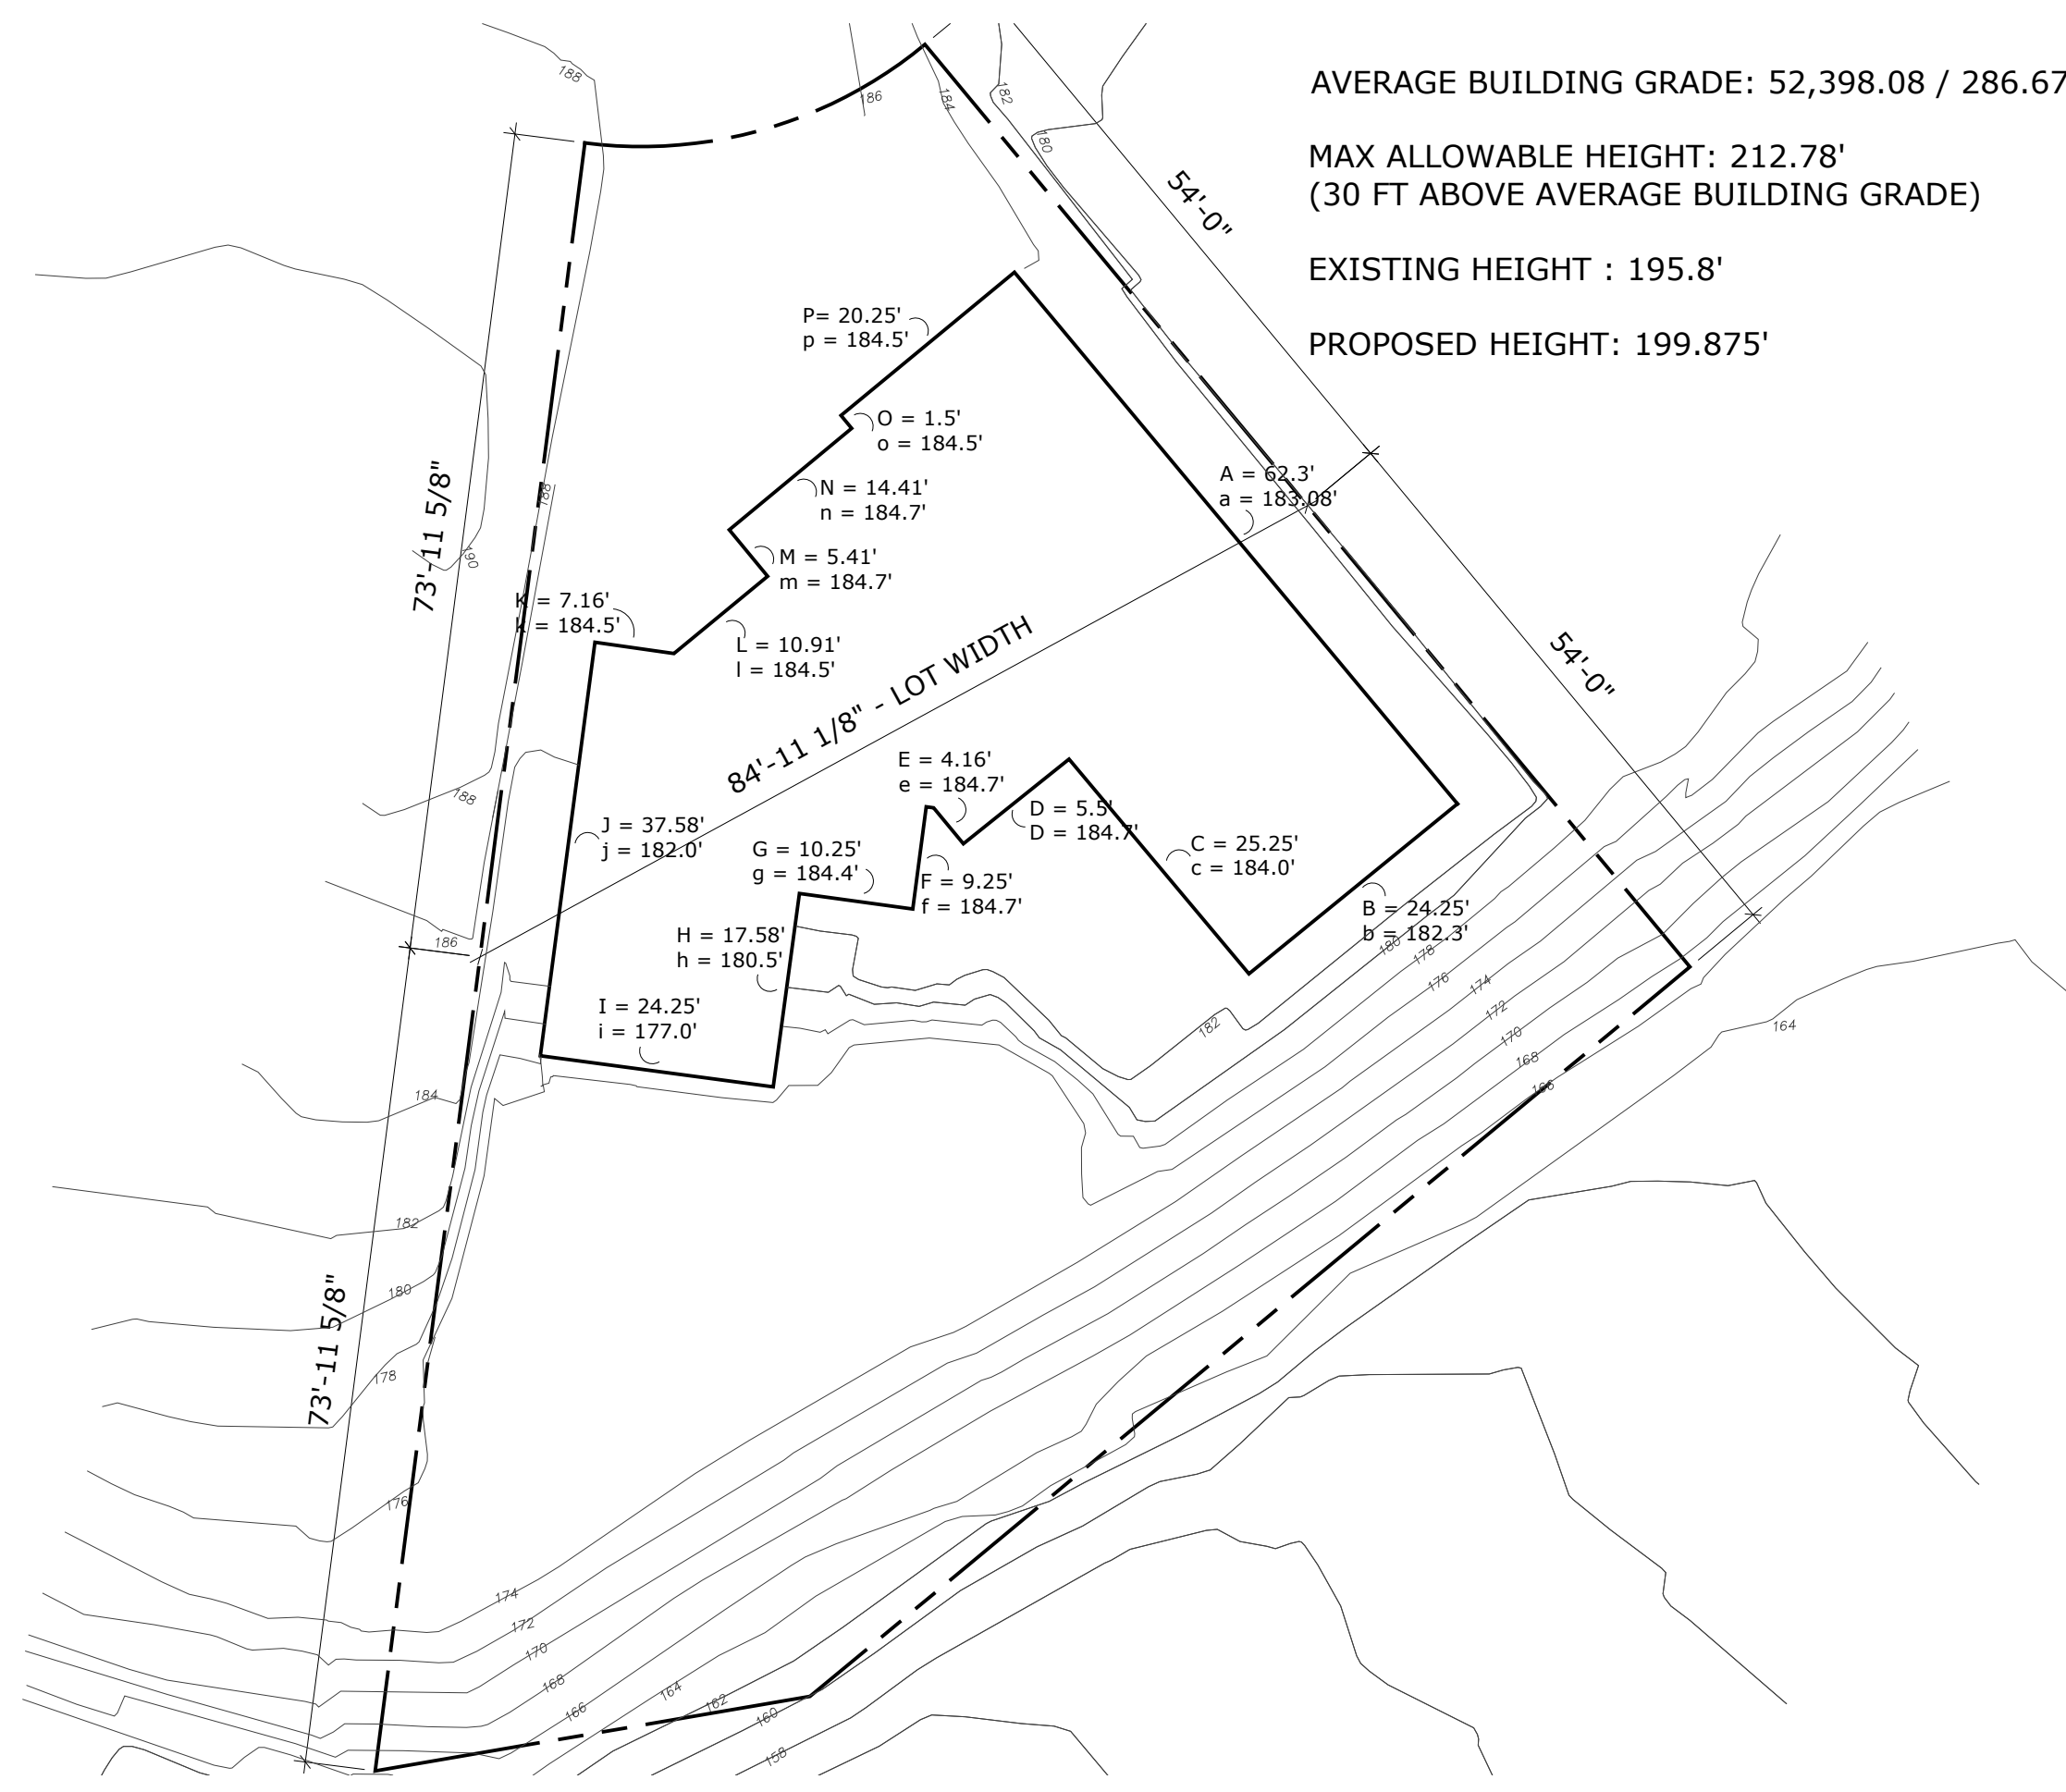 AVERAGE BUILDING GRADE: 52,398.08 / 286.67
MAX ALLOWABLE HEIGHT: 212.78'
(30 FT ABOVE AVERAGE BUILDING GRADE)
EXISTING HEIGHT : 195.8'
PROPOSED HEIGHT: 199.875'
188
186
184
182
180
54'-0"
P= 20.25'
p = 184.5'
O = 1.5'
o = 184.5'
A = 62.3'
a = 183.08'
N = 14.41'
n = 184.7'
73'-11 5/8"
188
190
M = 5.41'
m = 184.7'
K = 7.16'
k = 184.5'
L = 10.91'
l = 184.5'
84'-11 1/8" - LOT WIDTH
54'-0"
188
E = 4.16'
e = 184.7'
D = 5.5'
D = 184.7'
J = 37.58'
j = 182.0'
G = 10.25'
g = 184.4'
C = 25.25'
c = 184.0'
F = 9.25'
f = 184.7'
B = 24.25'
b = 182.3'
H = 17.58'
h = 180.5'
186
180
178
176
174
172
170
168
166
164
I = 24.25'
i = 177.0'
182
184
182
180
73'-11 5/8"
178
176
174
172
170
168
166
164
162
160
158